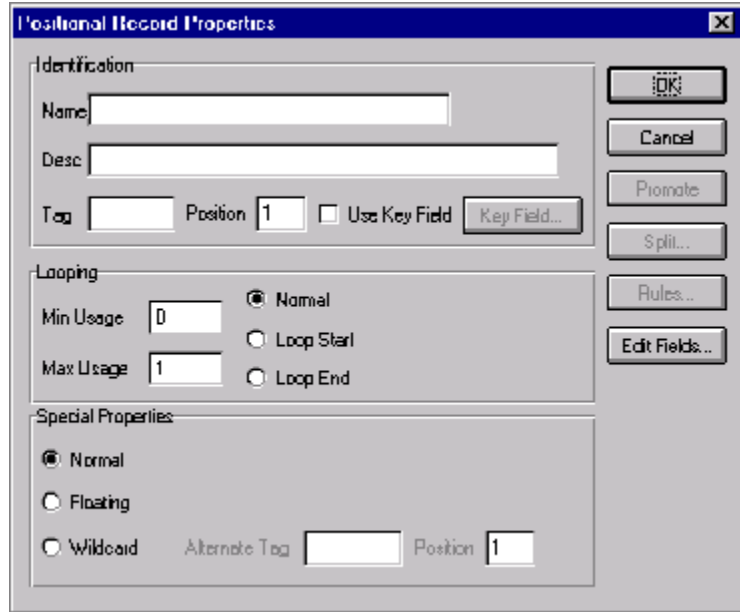 Positional Record Properties
Identification
Name
Desc
Tag Position 1 Use Key Field Key Field...
OK
Cancel
Promote
Split...
Rules...
Edit Fields...
Looping
Min Usage 0
Max Usage 1
Normal
Loop Start
Loop End
Special Properties
Normal
Floating
Wildcard Alternate Tag Position 1